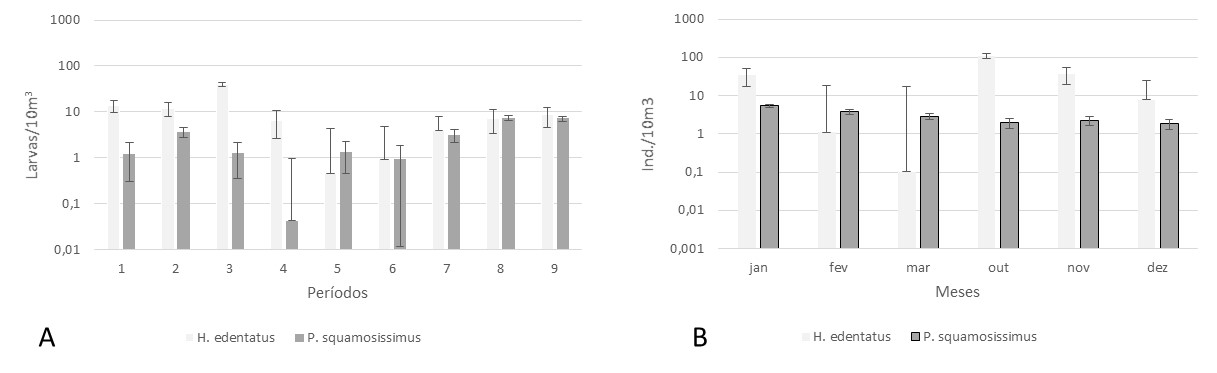 1000
100
10
1
0,1
0,01
Larvas/10m³
1 2 3 4 5 6 7 8 9
Períodos
H. edentatus P. squamosissimus
A
1000
100
10
1
0,1
0,01
0,001
Ind./10m3
jan fev mar out nov dez
Meses
H. edentatus P. squamosissimus
B